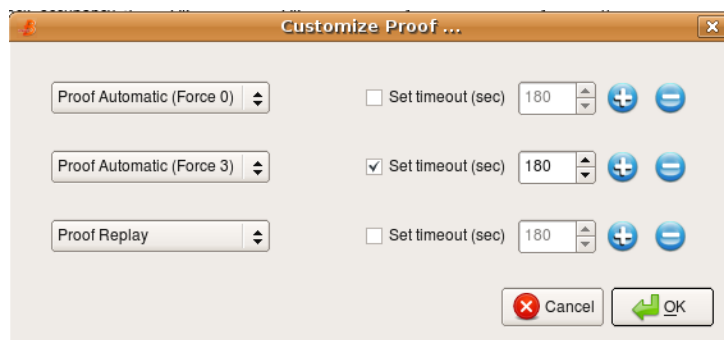 Customize Proof ...
Proof Automatic (Force 0) Set timeout (sec) 180
Proof Automatic (Force 3) Set timeout (sec) 180
Proof Replay Set timeout (sec) 180
Cancel OK